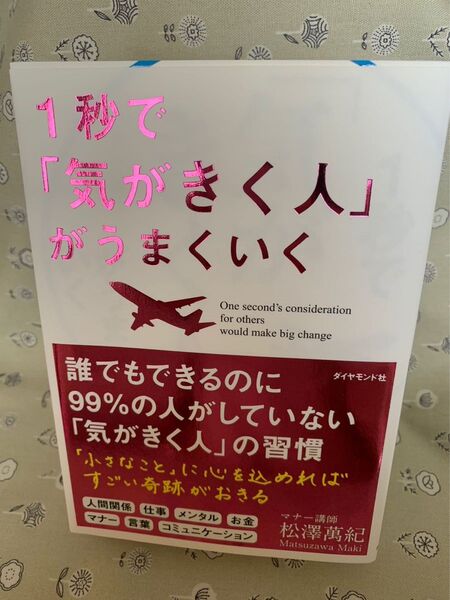 1秒で
「気がきく人」
がうまくいく
One second's consideration
for others
would make big change
ダイヤモンド社
誰でもできるのに
99%の人がしていない
「気がきく人」の習慣
「小さなこと」に心を込めれば
すごい奇跡がおきる
人間関係 仕事 メンタル お金
マナー 言葉 コミュニケーション
マナー講師
松澤萬紀
Matsuzawa Maki